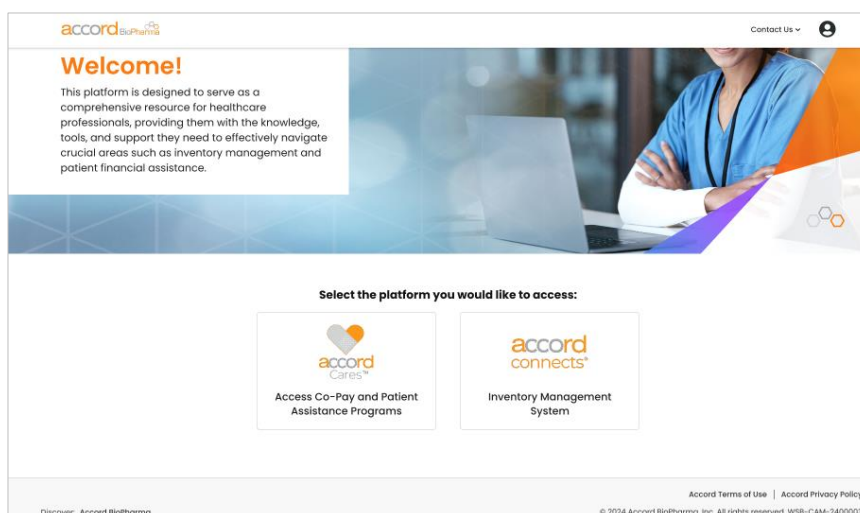 accord BioPharma
Contact Us
Welcome!
This platform is designed to serve as a
comprehensive resource for healthcare
professionals, providing them with the knowledge,
tools, and support they need to effectively navigate
crucial areas such as inventory management and
patient financial assistance.
Select the platform you would like to access:
accord
Cares™
Access Co-Pay and Patient
Assistance Programs
accord
connects®
Inventory Management
System
Accord Terms of Use | Accord Privacy Policy
Discover Accord BioPharma
© 2024 Accord BioPharma, Inc. All rights reserved. WSB-CAM-2400003